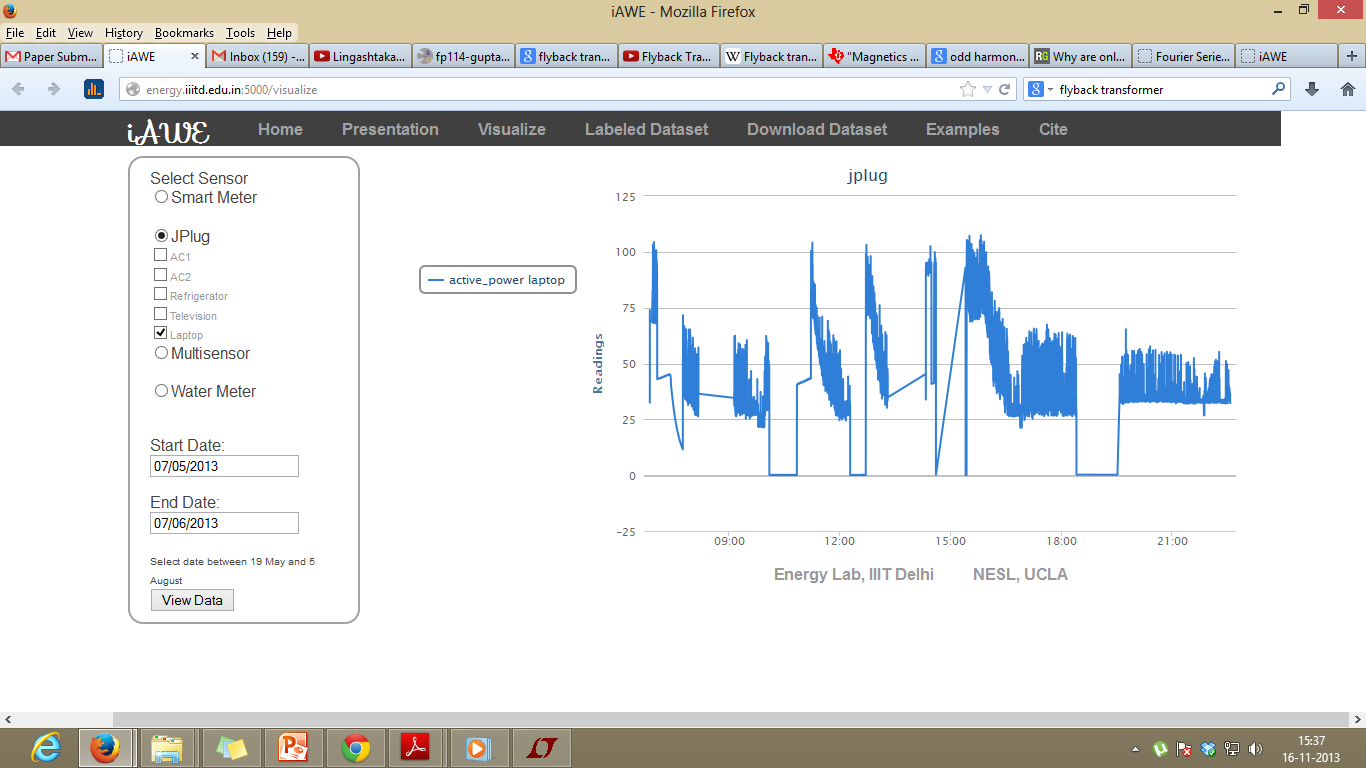 iAWE - Mozilla Firefox
File Edit View History Bookmarks Tools Help
Paper Subm... iAWE Inbox (159) -... Lingashtaka... fp114-gupta... flyback tran... Flyback Tra... Flyback tran... "Magnetics ... odd harmon... Why are onl... Fourier Serie... iAWE
energy.iiitd.edu.in:5000/visualize flyback transformer
iAWE Home Presentation Visualize Labeled Dataset Download Dataset Examples Cite
Select Sensor
Smart Meter
JPlug
AC1
AC2
Refrigerator
Television
Laptop
Multisensor
Water Meter
Start Date:
07/05/2013
End Date:
07/06/2013
Select date between 19 May and 5
August
View Data
jplug
active_power laptop
Readings
125
100
75
50
25
0
-25
09:00 12:00 15:00 18:00 21:00
Energy Lab, IIIT Delhi NESL, UCLA
15:37
16-11-2013